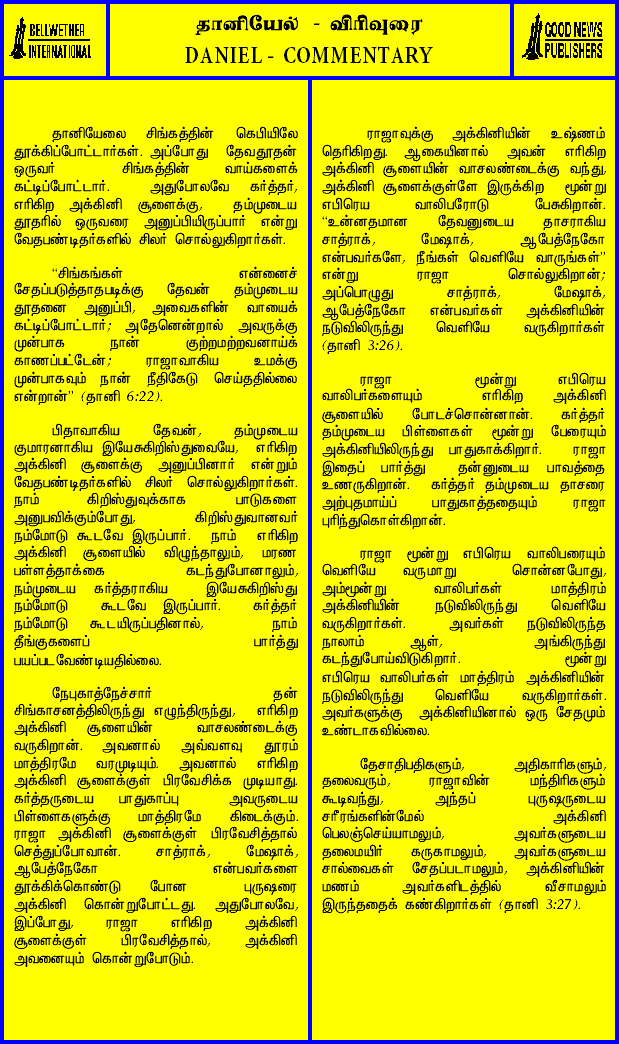 BELLWETHER
INTERNATIONAL
தானியேல் - விரிவுரை
DANIEL - COMMENTARY
GOOD NEWS
PUBLISHERS
தானியேலை சிங்கத்தின் கெபியிலே
தூக்கிப்போட்டார்கள். அப்போது தேவதூதன்
ஒருவர் சிங்கத்தின் வாய்களைக்
கட்டிப்போட்டார். அதுபோலவே கர்த்தர்,
எரிகிற அக்கினி சூளைக்கு, தம்முடைய
தூதரில் ஒருவரை அனுப்பியிருப்பார் என்று
வேதபண்டிதர்களில் சிலர் சொல்லுகிறார்கள்.
“சிங்கங்கள் என்னைச்
சேதப்படுத்தாதபடிக்கு தேவன் தம்முடைய
தூதனை அனுப்பி, அவைகளின் வாயைக்
கட்டிப்போட்டார்; அதேனென்றால் அவருக்கு
முன்பாக நான் குற்றமற்றவனாய்க்
காணப்பட்டேன்; ராஜாவாகிய உமக்கு
முன்பாகவும் நான் நீதிகேடு செய்ததில்லை
என்றான்” (தானி 6:22).
பிதாவாகிய தேவன், தம்முடைய
குமாரனாகிய இயேசுகிறிஸ்துவையே, எரிகிற
அக்கினி சூளைக்கு அனுப்பினார் என்றும்
வேதபண்டிதர்களில் சிலர் சொல்லுகிறார்கள்.
நாம் கிறிஸ்துவுக்காக பாடுகளை
அனுபவிக்கும்போது, கிறிஸ்துவானவர்
நம்மோடு கூடவே இருப்பார். நாம் எரிகிற
அக்கினி சூளையில் விழுந்தாலும், மரண
பள்ளத்தாக்கை கடந்துபோனாலும்,
நம்முடைய கர்த்தராகிய இயேசுகிறிஸ்து
நம்மோடு கூடவே இருப்பார். கர்த்தர்
நம்மோடு கூடயிருப்பதினால், நாம்
தீங்குகளைப் பார்த்து
பயப்படவேண்டியதில்லை.
நேபுகாத்நேச்சார் தன்
சிங்காசனத்திலிருந்து எழுந்திருந்து, எரிகிற
அக்கினி சூளையின் வாசலண்டைக்கு
வருகிறான். அவனால் அவ்வளவு தூரம்
மாத்திரமே வரமுடியும். அவனால் எரிகிற
அக்கினி சூளைக்குள் பிரவேசிக்க முடியாது.
கர்த்தருடைய பாதுகாப்பு அவருடைய
பிள்ளைகளுக்கு மாத்திரமே கிடைக்கும்.
ராஜா அக்கினி சூளைக்குள் பிரவேசித்தால்
செத்துப்போவான். சாத்ராக், மேஷாக்,
ஆபேத்நேகோ என்பவர்களை
தூக்கிக்கொண்டு போன புருஷரை
அக்கினி கொன்றுபோட்டது. அதுபோலவே,
இப்போது, ராஜா எரிகிற அக்கினி
சூளைக்குள் பிரவேசித்தால், அக்கினி
அவனையும் கொன்றுபோடும்.
ராஜாவுக்கு அக்கினியின் உஷ்ணம்
தெரிகிறது. ஆகையினால் அவன் எரிகிற
அக்கினி சூளையின் வாசலண்டைக்கு வந்து,
அக்கினி சூளைக்குள்ளே இருக்கிற மூன்று
எபிரெய வாலிபரோடு பேசுகிறான்.
“உன்னதமான தேவனுடைய தாசராகிய
சாத்ராக், மேஷாக், ஆபேத்நேகோ
என்பவர்களே, நீங்கள் வெளியே வாருங்கள்”
என்று ராஜா சொல்லுகிறான்;
அப்பொழுது சாத்ராக், மேஷாக்,
ஆபேத்நேகோ என்பவர்கள் அக்கினியின்
நடுவிலிருந்து வெளியே வருகிறார்கள்
(தானி 3:26).
ராஜா மூன்று எபிரெய
வாலிபர்களையும் எரிகிற அக்கினி
சூளையில் போடச்சொன்னான். கர்த்தர்
தம்முடைய பிள்ளைகள் மூன்று பேரையும்
அக்கினியிலிருந்து பாதுகாக்கிறார். ராஜா
இதைப் பார்த்து தன்னுடைய பாவத்தை
உணருகிறான். கர்த்தர் தம்முடைய தாசரை
அற்புதமாய்ப் பாதுகாத்ததையும் ராஜா
புரிந்துகொள்கிறான்.
ராஜா மூன்று எபிரெய வாலிபரையும்
வெளியே வருமாறு சொன்னபோது,
அம்மூன்று வாலிபர்கள் மாத்திரம்
அக்கினியின் நடுவிலிருந்து வெளியே
வருகிறார்கள். அவர்கள் நடுவிலிருந்த
நாலாம் ஆள், அங்கிருந்து
கடந்துபோய்விடுகிறார். மூன்று
எபிரெய வாலிபர்கள் மாத்திரம் அக்கினியின்
நடுவிலிருந்து வெளியே வருகிறார்கள்.
அவர்களுக்கு அக்கினியினால் ஒரு சேதமும்
உண்டாகவில்லை.
தேசாதிபதிகளும், அதிகாரிகளும்,
தலைவரும், ராஜாவின் மந்திரிகளும்
கூடிவந்து, அந்தப் புருஷருடைய
சரீரங்களின்மேல் அக்கினி
பெலஞ்செய்யாமலும், அவர்களுடைய
தலைமயிர் கருகாமலும், அவர்களுடைய
சால்வைகள் சேதப்படாமலும், அக்கினியின்
மணம் அவர்களிடத்தில் வீசாமலும்
இருந்ததைக் கண்கிறார்கள் (தானி 3:27).